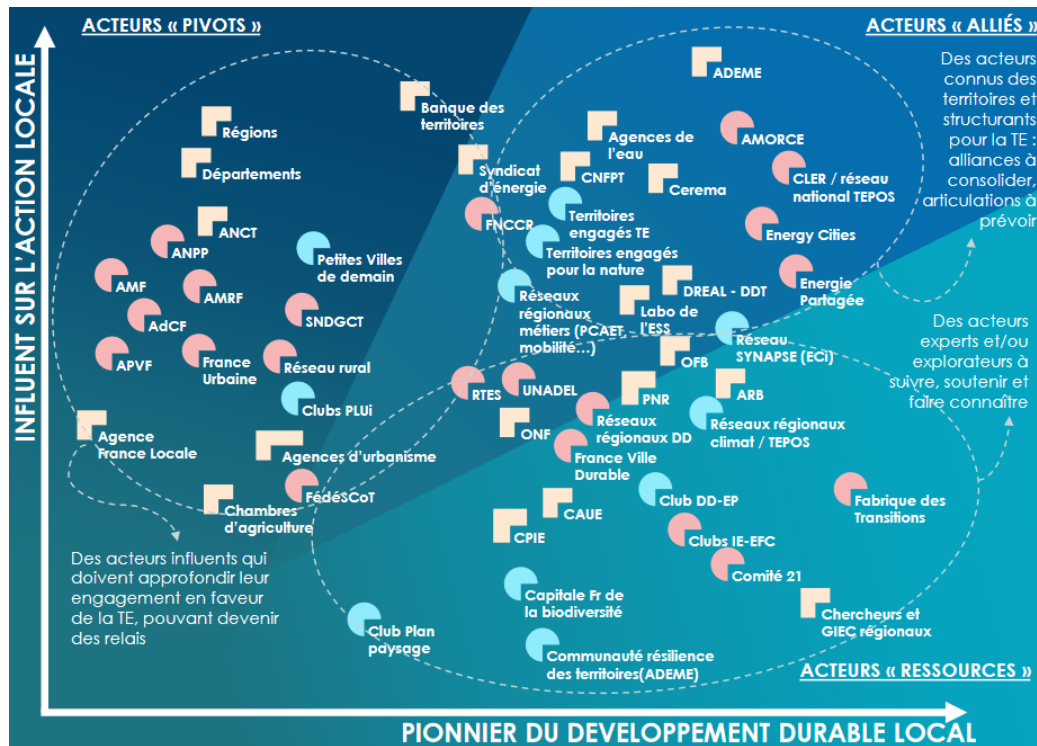 ACTEURS « PIVOTS »
ACTEURS « ALLIÉS »
INFLUENT SUR L'ACTION LOCALE
Des acteurs
connus des
territoires et
structurants
pour la TE :
alliances à
consolider,
articulations à
prévoir
ADEME
Banque des
territoires
Régions
Agences de
l'eau
AMORCE
Départements
Syndicat
d'énergie
CNFPT
Cerema
CLER / réseau
national TEPOS
ANCT
FNCCR
Territoires
engagés TE
Energy Cities
ANPP
Petites Villes
de demain
Territoires engagés
pour la nature
AMF
AMRF
Réseaux
régionaux
métiers (PCAET
mobilité...)
DREAL - DDT
Energie
Partagée
AdCF
SNDGCT
Labo de
l'ESS
Réseau
SYNAPSE (ECi)
Des acteurs
experts et/ou
explorateurs à
suivre, soutenir et
faire connaître
APVF
France
Urbaine
Réseau rural
OFB
RTES
UNADEL
PNR
ARB
Clubs PLUi
ONF
Réseaux
régionaux DD
Réseaux régionaux
climat / TEPOS
Agence
France Locale
Agences d'urbanisme
France Ville
Durable
FédéSCoT
Club DD-EP
Fabrique des
Transitions
Chambres
d'agriculture
CAUE
CPIE
Clubs IE-EFC
Comité 21
Des acteurs influents qui
doivent approfondir leur
engagement en faveur
de la TE, pouvant devenir
des relais
Capitale Fr de
la biodiversité
Chercheurs et
GIEC régionaux
Club Plan
paysage
Communauté résilience
des territoires(ADEME)
ACTEURS « RESSOURCES »
PIONNIER DU DEVELOPPEMENT DURABLE LOCAL